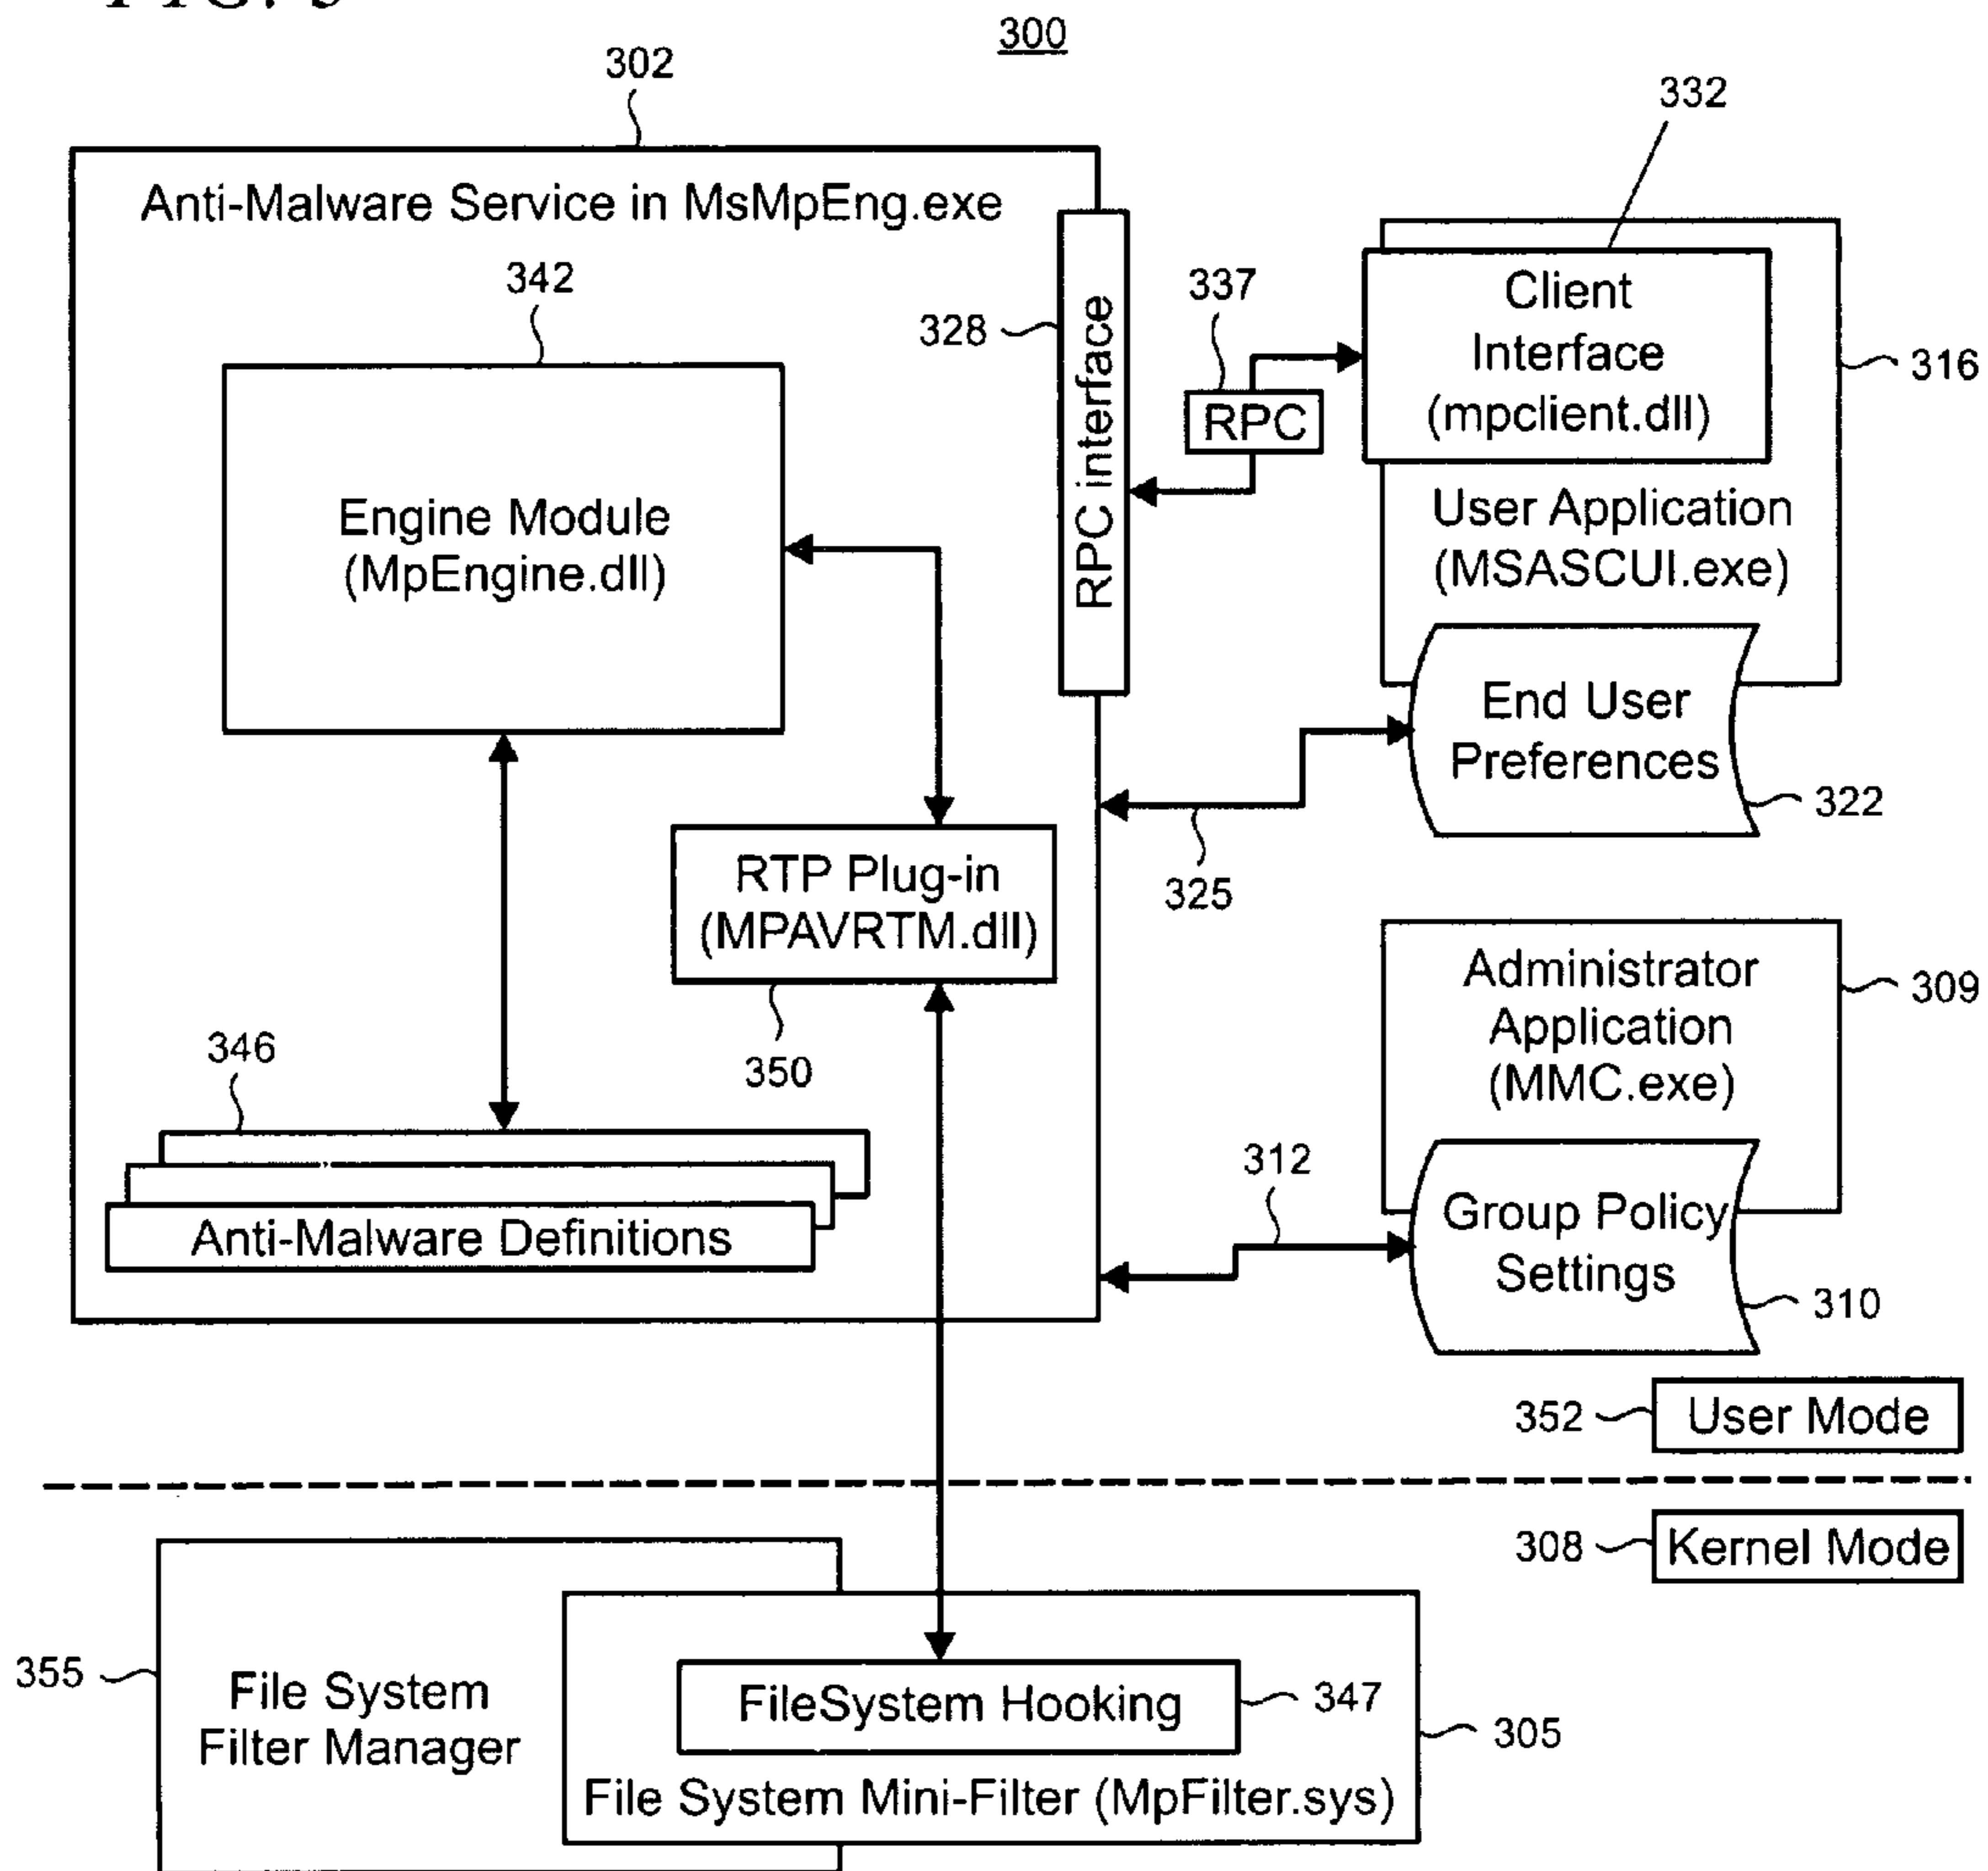 300
302
332
Anti-Malware Service in MsMpEng.exe
342
328
RPC interface
337
RPC
Client
Interface
(mpclient.dll)
316
Engine Module
(MpEngine.dll)
User Application
(MSASCUI.exe)
End User
Preferences
322
325
RTP Plug-in
(MPAVRTM.dll)
350
Administrator
Application
(MMC.exe)
309
346
Anti-Malware Definitions
312
Group Policy
Settings
310
352
User Mode
308
Kernel Mode
355
File System
Filter Manager
FileSystem Hooking
347
305
File System Mini-Filter (MpFilter.sys)